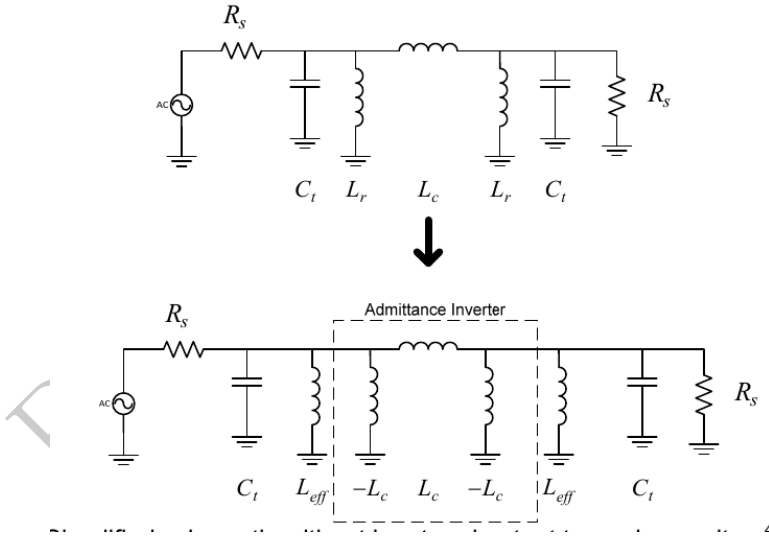 R_s
AC
R_s
C_t L_r L_c L_r C_t
Admittance Inverter
R_s
AC
R_s
C_t L_eff -L_c L_c -L_c L_eff C_t